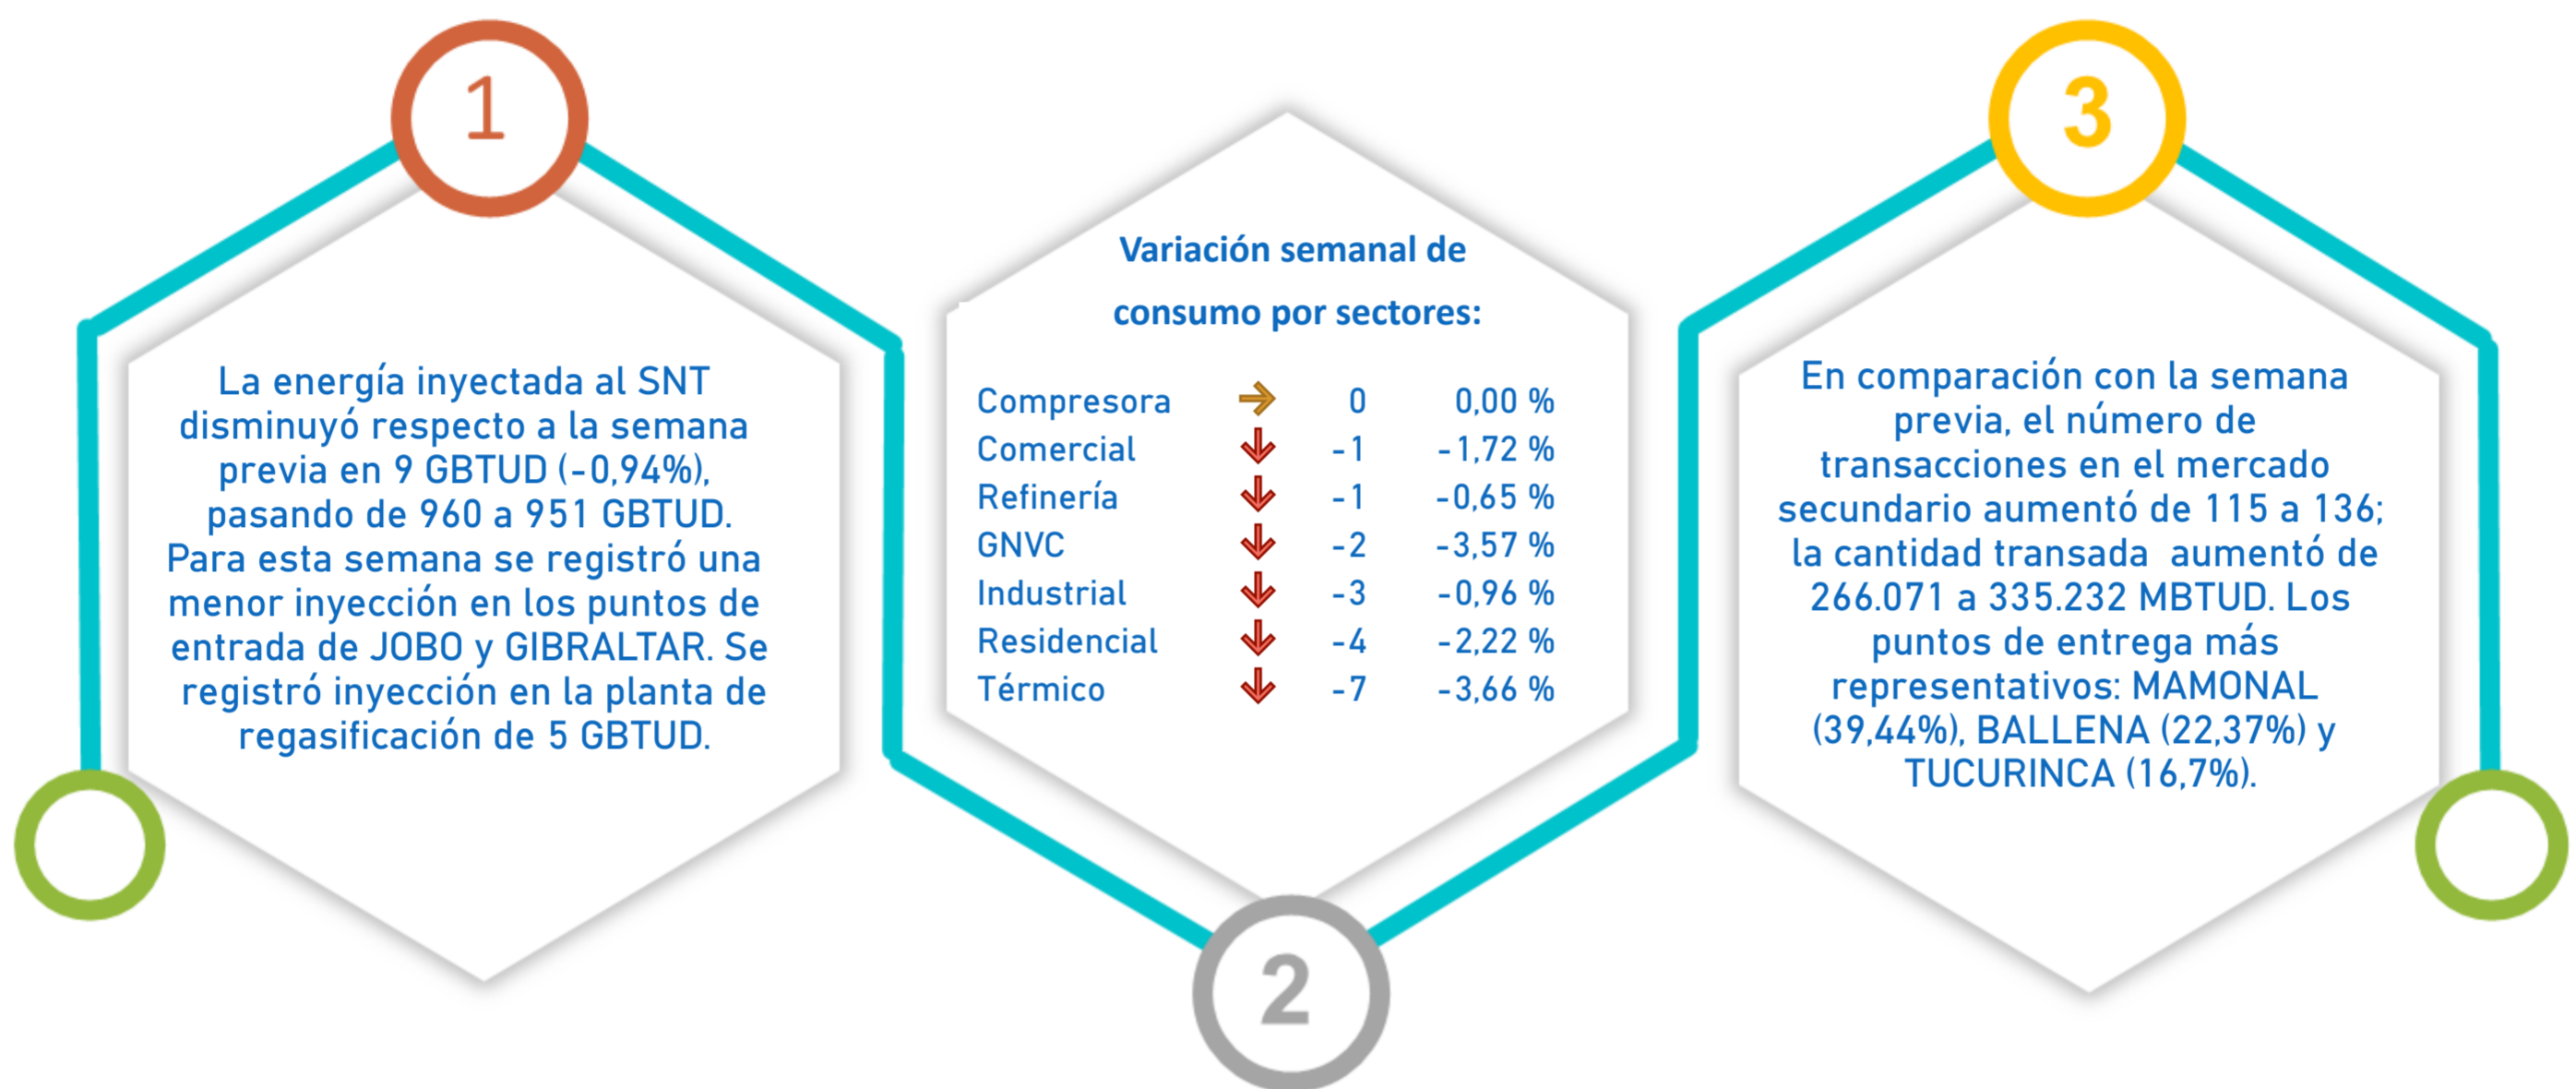 1
La energía inyectada al SNT
disminuyó respecto a la semana
previa en 9 GBTUD (-0,94%),
pasando de 960 a 951 GBTUD.
Para esta semana se registró una
menor inyección en los puntos de
entrada de JOBO y GIBRALTAR. Se
registró inyección en la planta de
regasificación de 5 GBTUD.
Variación semanal de
consumo por sectores:
Compresora 0 0,00 %
Comercial -1 -1,72 %
Refinería -1 -0,65 %
GNVC -2 -3,57 %
Industrial -3 -0,96 %
Residencial -4 -2,22 %
Térmico -7 -3,66 %
2
3
En comparación con la semana
previa, el número de
transacciones en el mercado
secundario aumentó de 115 a 136;
la cantidad transada aumentó de
266.071 a 335.232 MBTUD. Los
puntos de entrega más
representativos: MAMONAL
(39,44%), BALLENA (22,37%) y
TUCURINCA (16,7%).